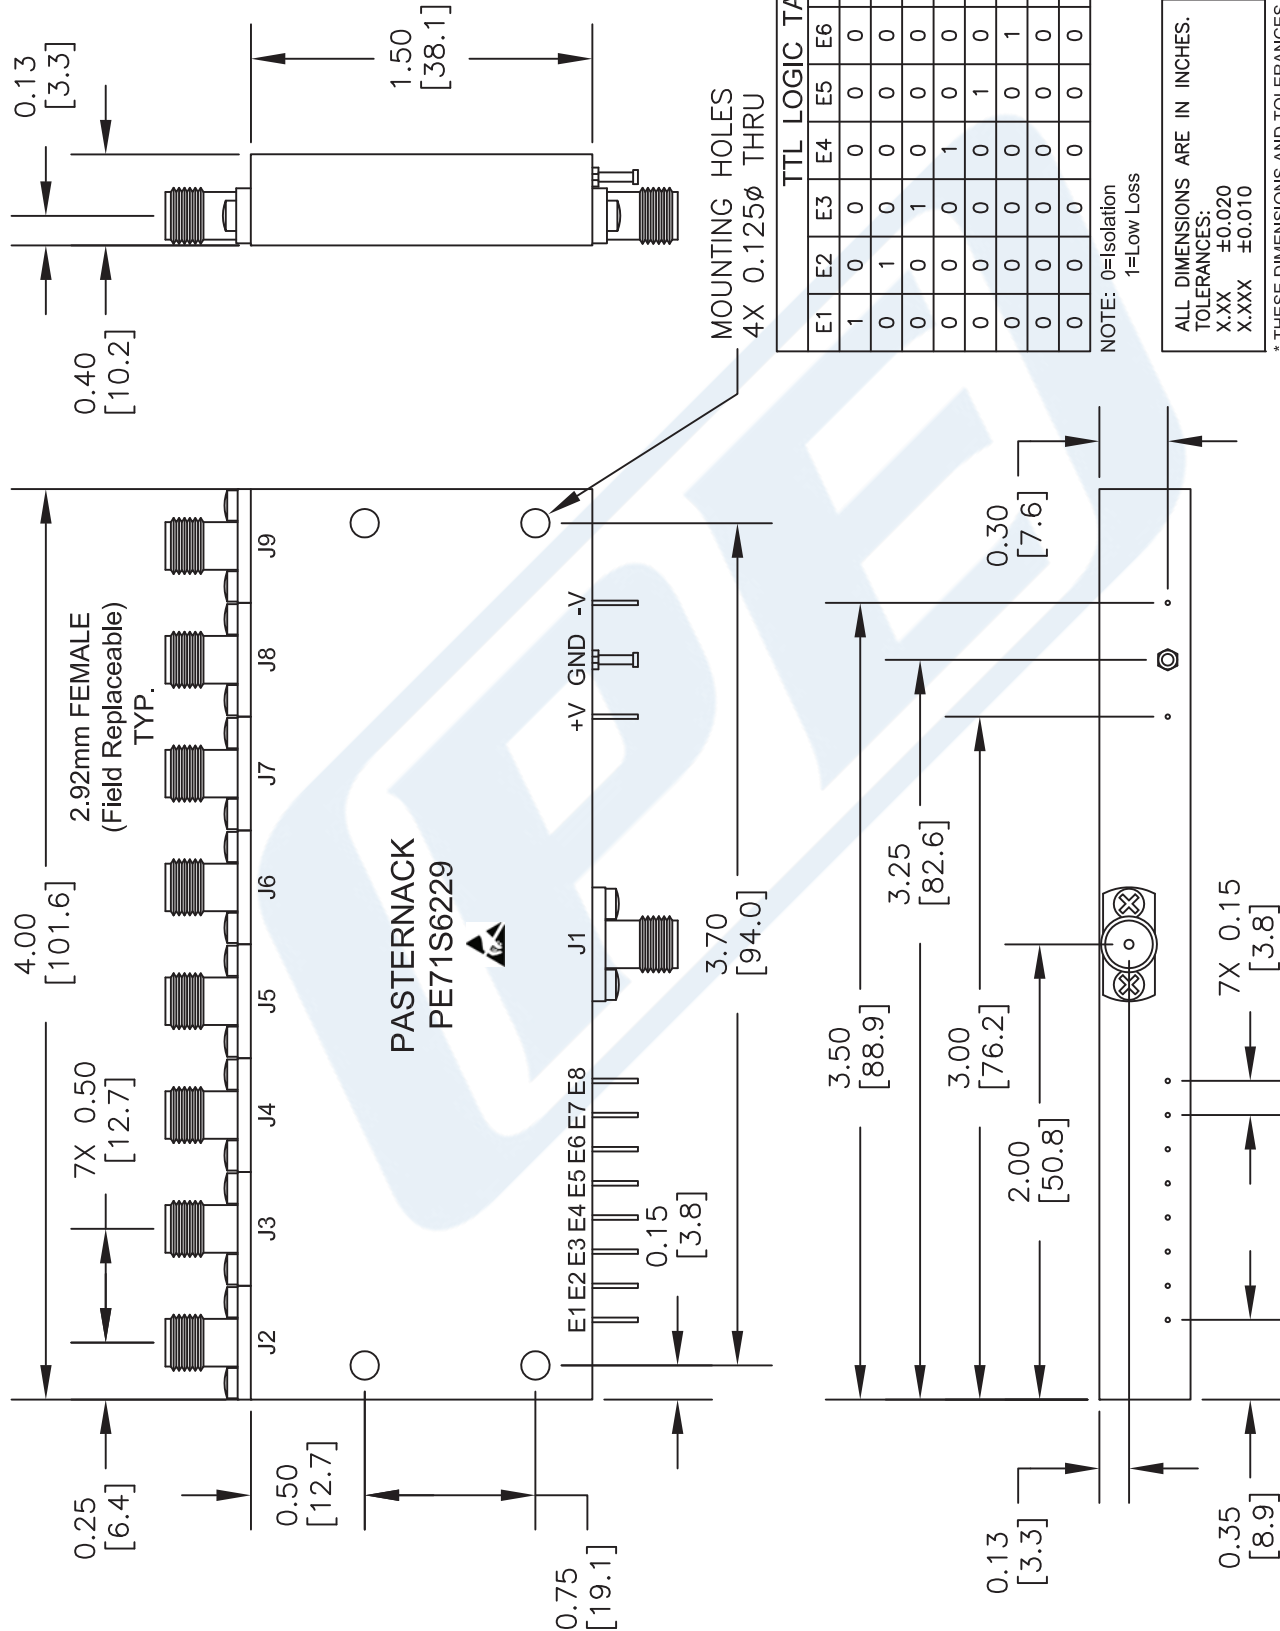 4.00
[101.6]
0.25
[6.4]
7X 0.50
[12.7]
2.92mm FEMALE
(Field Replaceable)
TYP.
0.40
[10.2]
0.13
[3.3]
J2
J3
J4
J5
J6
J7
J8
J9
0.50
[12.7]
0.75
[19.1]
PASTERNACK
PE71S6229
1.50
[38.1]
E1 E2 E3 E4 E5 E6 E7 E8
J1
+V GND -V
0.15
[3.8]
3.70
[94.0]
MOUNTING HOLES
4X 0.125ø THRU
3.50
[88.9]
3.25
[82.6]
3.00
[76.2]
2.00
[50.8]
0.30
[7.6]
0.13
[3.3]
0.35
[8.9]
7X 0.15
[3.8]
PE
TTL LOGIC TA
E1 E2 E3 E4 E5 E6
1 0 0 0 0 0
0 1 0 0 0 0
0 0 1 0 0 0
0 0 0 1 0 0
0 0 0 0 1 0
0 0 0 0 0 1
0 0 0 0 0 0
0 0 0 0 0 0
NOTE: 0=Isolation
1=Low Loss
ALL DIMENSIONS ARE IN INCHES.
TOLERANCES:
X.XX ±0.020
X.XXX ±0.010
* THESE DIMENSIONS AND TOLERANCES